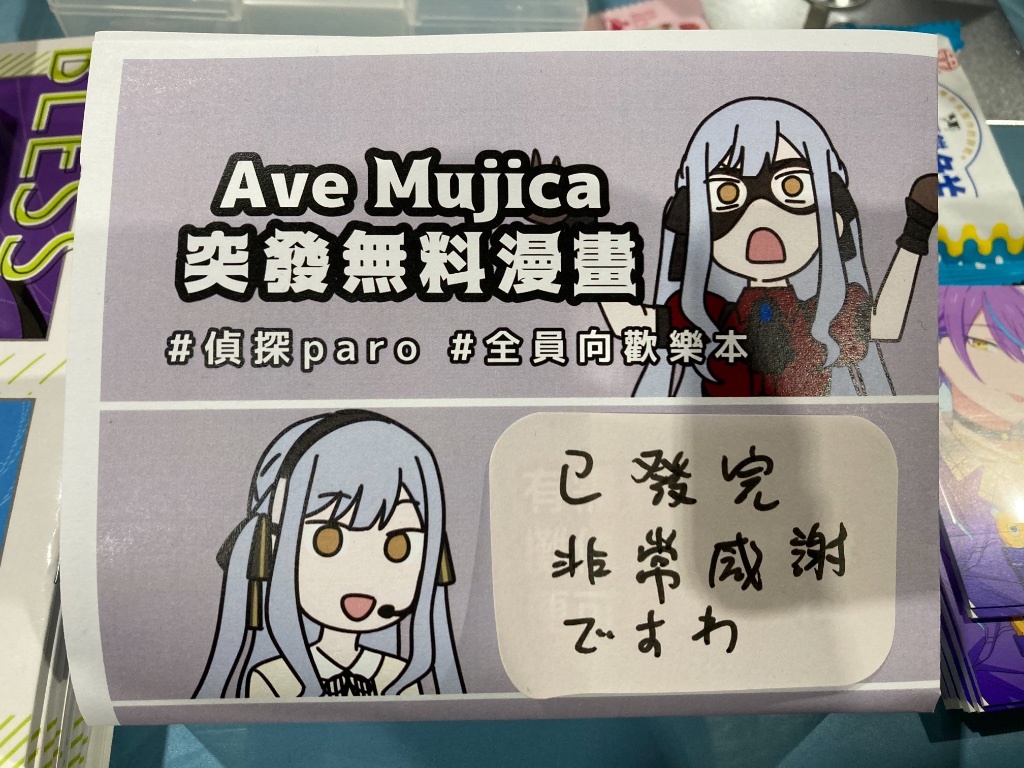 BLESS
Ave Mujica
突發無料漫畫
#偵探paro #全員向歡樂本
已發完
非常感謝
ですわ